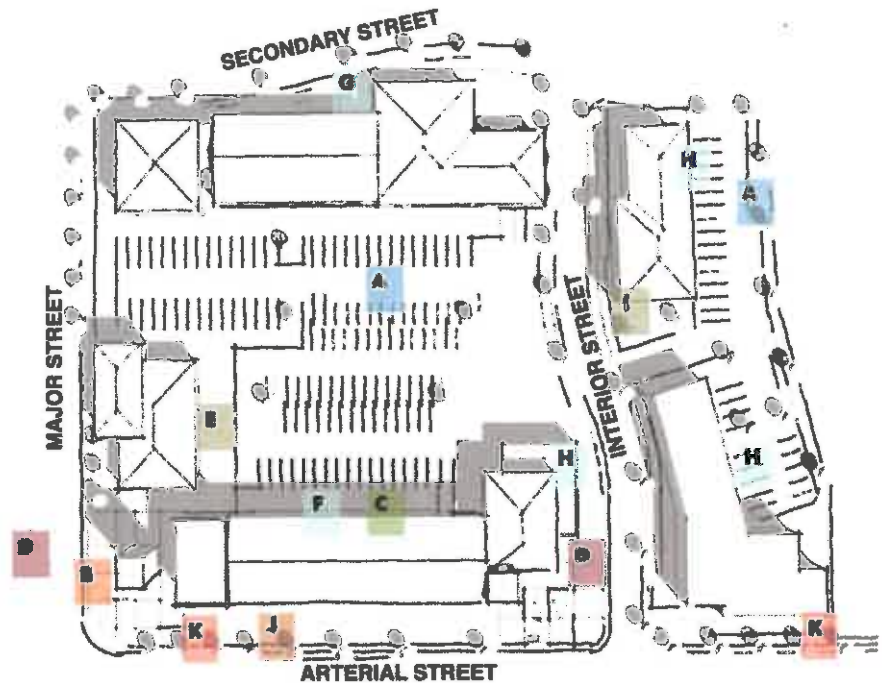 SECONDARY STREET
G
H
A
A
MAJOR STREET
INTERIOR STREET
I
E
H
H
F
C
D
B
D
K
J
K
ARTERIAL STREET